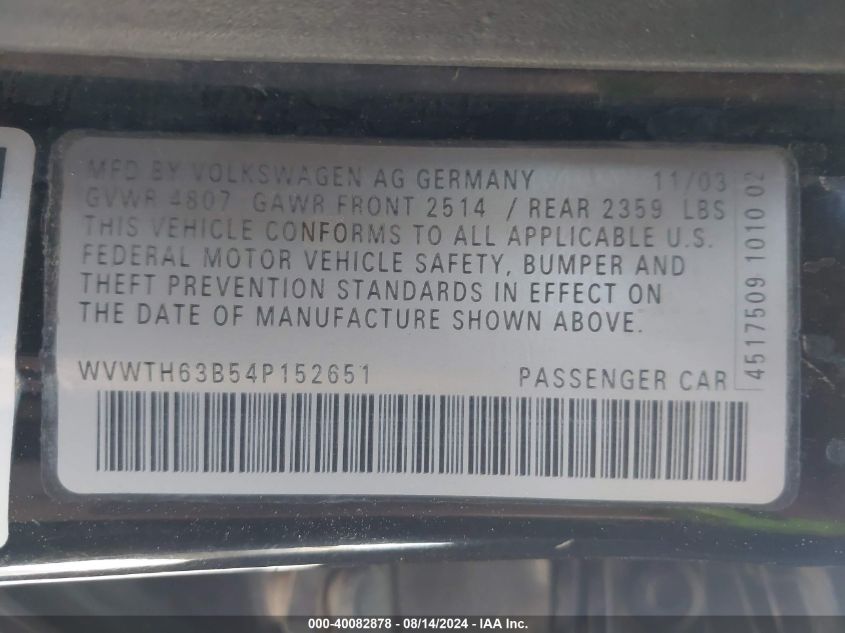 MFD BY VOLKSWAGEN AG GERMANY 11/03
GVWR 4807 GAWR FRONT 2514 / REAR 2359 LBS
THIS VEHICLE CONFORMS TO ALL APPLICABLE U.S.
FEDERAL MOTOR VEHICLE SAFETY, BUMPER AND
THEFT PREVENTION STANDARDS IN EFFECT ON
THE DATE OF MANUFACTURE SHOWN ABOVE.
WVWTH63B54P152651 PASSENGER CAR
4517509 1010 02
000-40082878 - 08/14/2024 - IAA Inc.